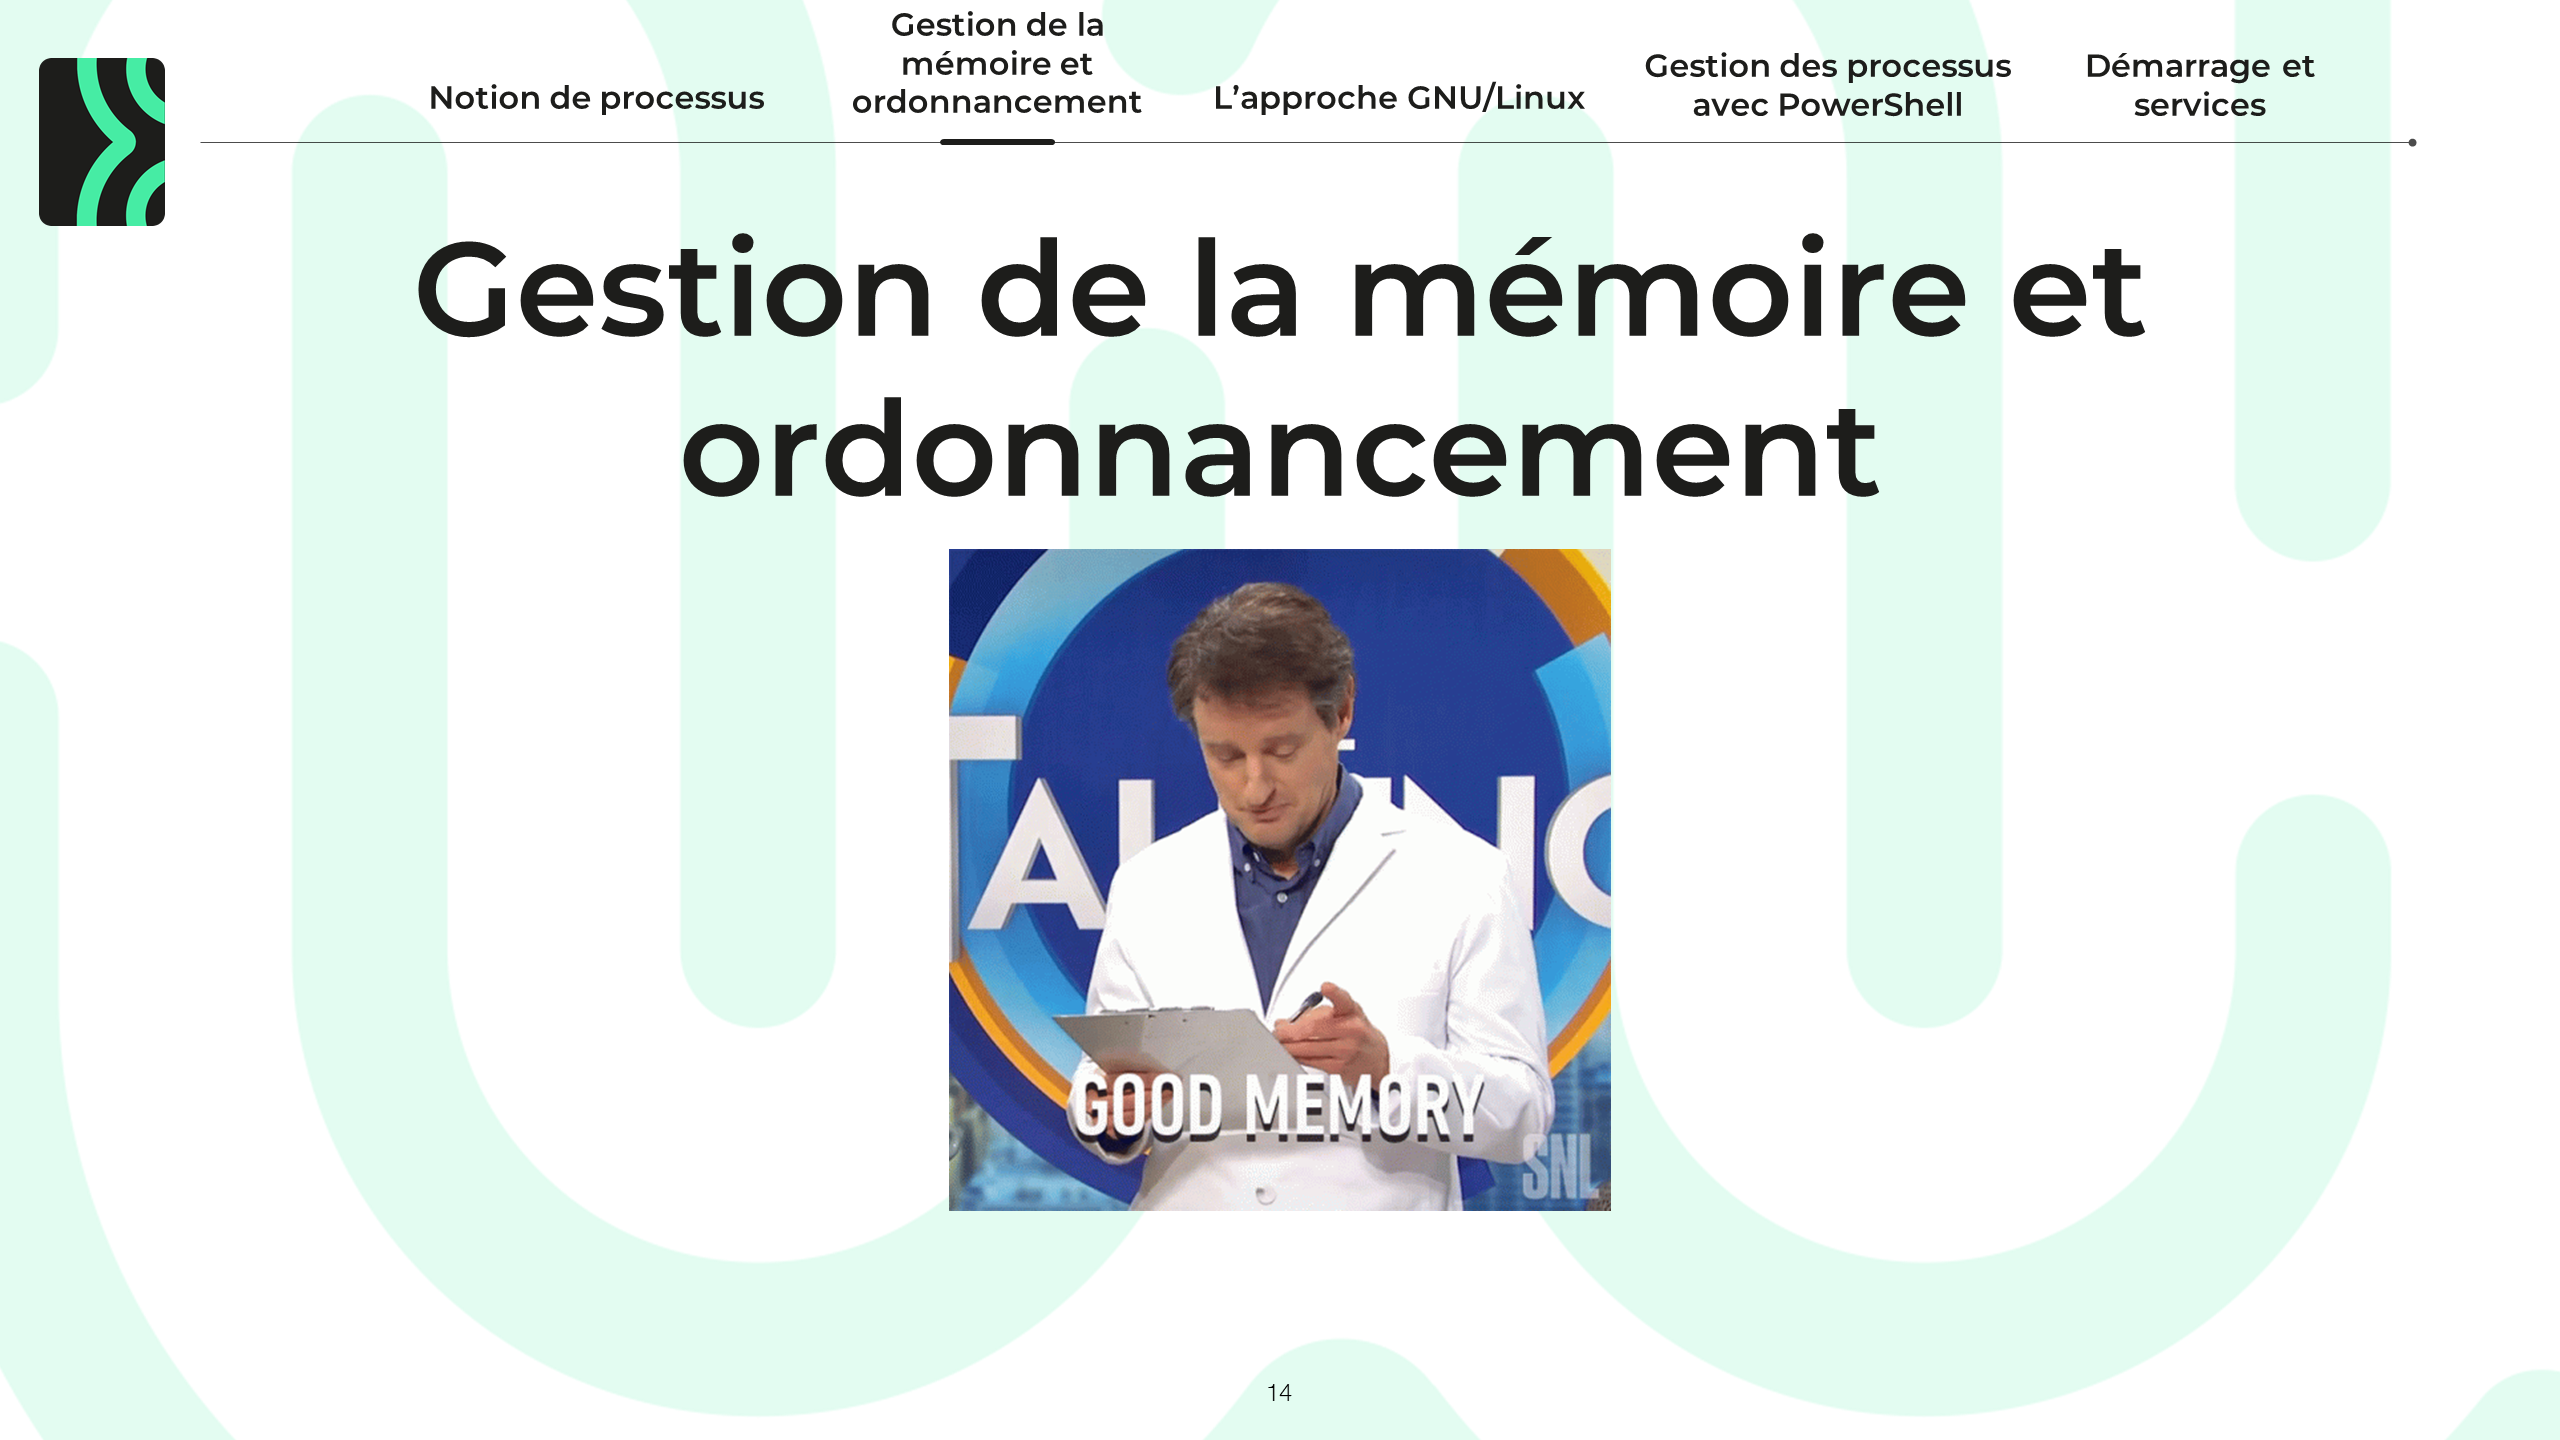 Gestion de la
mémoire et
ordonnancement
Notion de processus
L’approche GNU/Linux
Gestion des processus
avec PowerShell
Démarrage et
services
Gestion de la mémoire et
ordonnancement
GOOD MEMORY
SNL
14